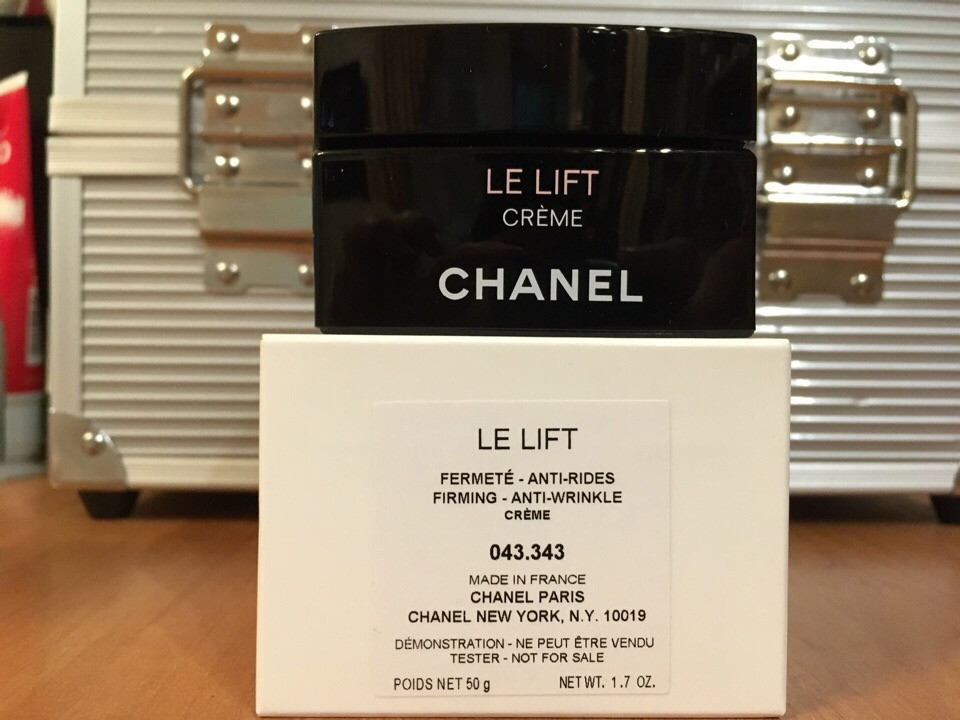 LE LIFT
CRÈME
CHANEL
LE LIFT
FERMETÉ - ANTI-RIDES
FIRMING - ANTI-WRINKLE
CRÈME
043.343
MADE IN FRANCE
CHANEL PARIS
CHANEL NEW YORK, N.Y. 10019
DÉMONSTRATION - NE PEUT ÊTRE VENDU
TESTER - NOT FOR SALE
POIDS NET 50 g NET WT. 1.7 OZ.